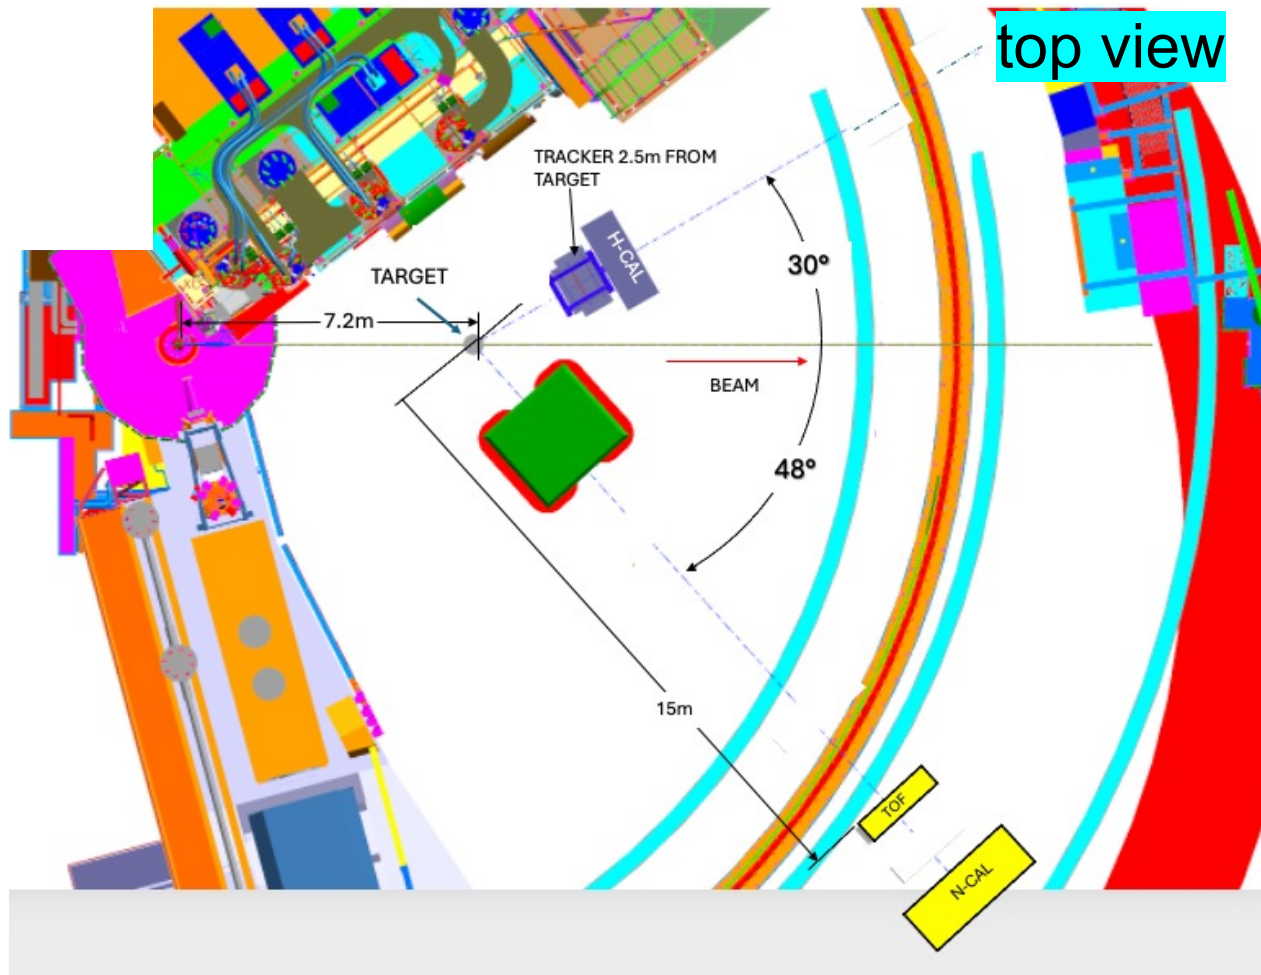 top view
TRACKER 2.5m FROM
TARGET
H-CAL
TARGET
30°
7.2m
BEAM
48°
15m
TOF
N-CAL